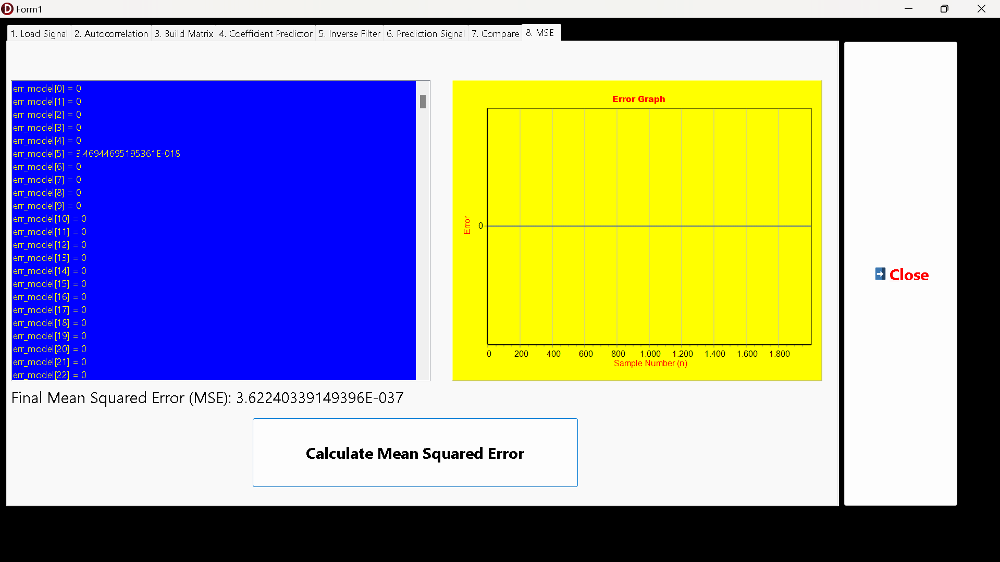 Form1
1. Load Signal 2. Autocorrelation 3. Build Matrix 4. Coefficient Predictor 5. Inverse Filter 6. Prediction Signal 7. Compare 8. MSE
err_model[0] = 0
err_model[1] = 0
err_model[2] = 0
err_model[3] = 0
err_model[4] = 0
err_model[5] = 3.46944695195361E-018
err_model[6] = 0
err_model[7] = 0
err_model[8] = 0
err_model[9] = 0
err_model[10] = 0
err_model[11] = 0
err_model[12] = 0
err_model[13] = 0
err_model[14] = 0
err_model[15] = 0
err_model[16] = 0
err_model[17] = 0
err_model[18] = 0
err_model[19] = 0
err_model[20] = 0
err_model[21] = 0
err_model[22] = 0
Error Graph
Error
0
0 200 400 600 800 1.000 1.200 1.400 1.600 1.800
Sample Number (n)
Close
Final Mean Squared Error (MSE): 3.62240339149396E-037
Calculate Mean Squared Error